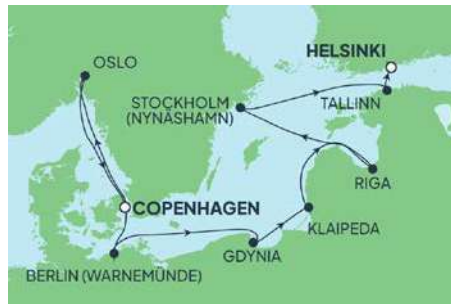 OSLO
HELSINKI
STOCKHOLM
(NYNÄSHAMN)
TALLINN
RIGA
COPENHAGEN
KLAIPEDA
GDYNIA
BERLIN (WARNEMÜNDE)